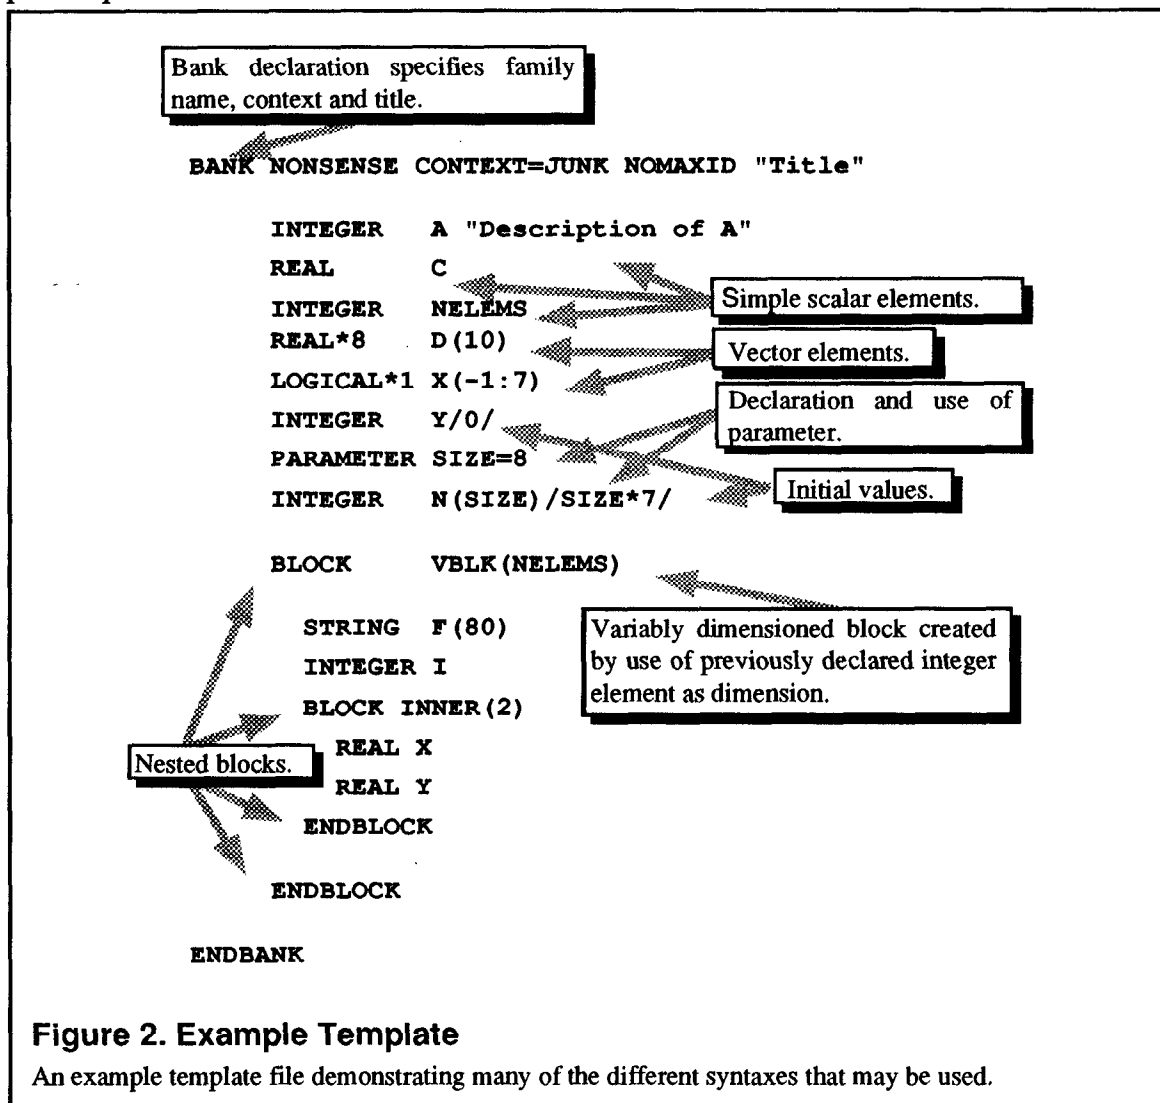 Bank declaration specifies family
name, context and title.
BANK NONSENSE CONTEXT=JUNK NOMAXID "Title"
INTEGER A "Description of A"
REAL C
Simple scalar elements.
INTEGER NELEMS
REAL*8 D(10)
Vector elements.
LOGICAL*1 X(-1:7)
Declaration and use of
parameter.
INTEGER Y/0/
PARAMETER SIZE=8
Initial values.
INTEGER N(SIZE)/SIZE*7/
BLOCK VBLK(NELEMS)
STRING F(80)
Variably dimensioned block created
by use of previously declared integer
element as dimension.
INTEGER I
BLOCK INNER(2)
REAL X
Nested blocks.
REAL Y
ENDBLOCK
ENDBLOCK
ENDBANK
Figure 2. Example Template
An example template file demonstrating many of the different syntaxes that may be used.